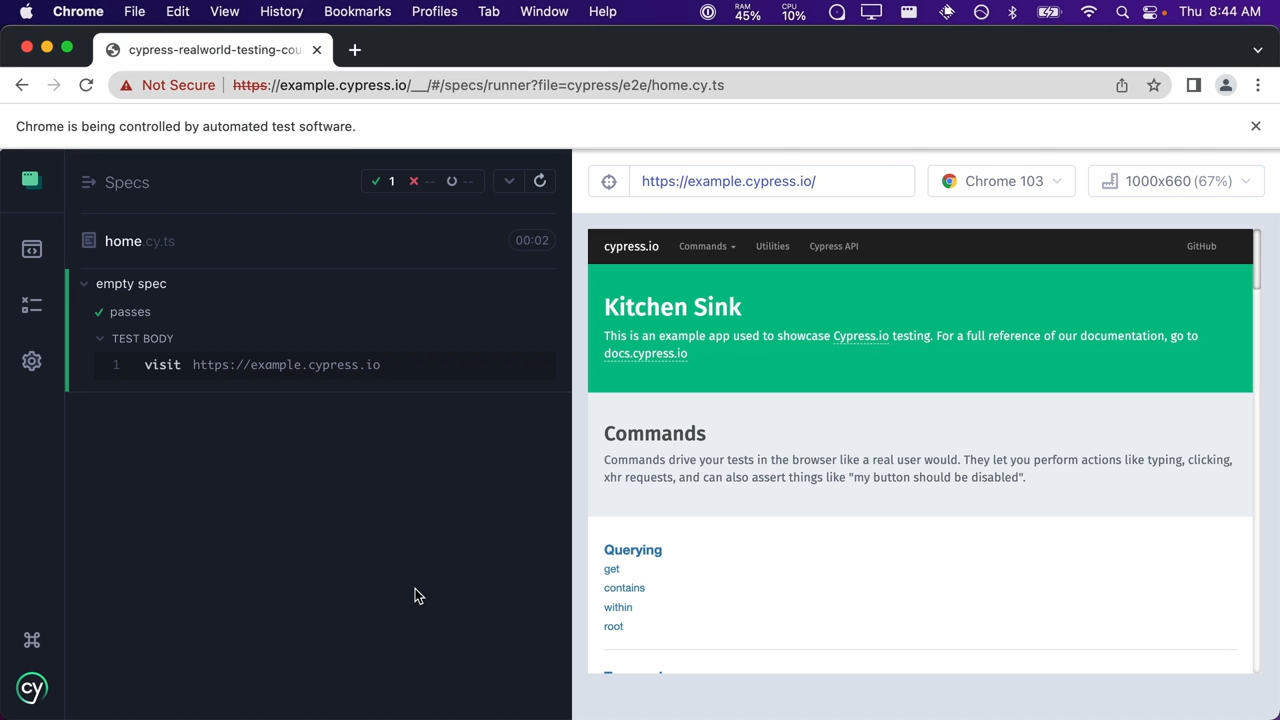 Chrome File Edit View History Bookmarks Profiles Tab Window Help RAM 45% CPU 10% Thu 8:44 AM
cypress-realworld-testing-cou
Not Secure https://example.cypress.io/__/#/specs/runner?file=cypress/e2e/home.cy.ts
Chrome is being controlled by automated test software.
Specs 1 -- --
https://example.cypress.io/ Chrome 103 1000x660 (67%)
home.cy.ts 00:02
empty spec
passes
TEST BODY
1 visit https://example.cypress.io
cy
cypress.io Commands Utilities Cypress API GitHub
Kitchen Sink
This is an example app used to showcase Cypress.io testing. For a full reference of our documentation, go to
docs.cypress.io
Commands
Commands drive your tests in the browser like a real user would. They let you perform actions like typing, clicking,
xhr requests, and can also assert things like "my button should be disabled".
Querying
get
contains
within
root